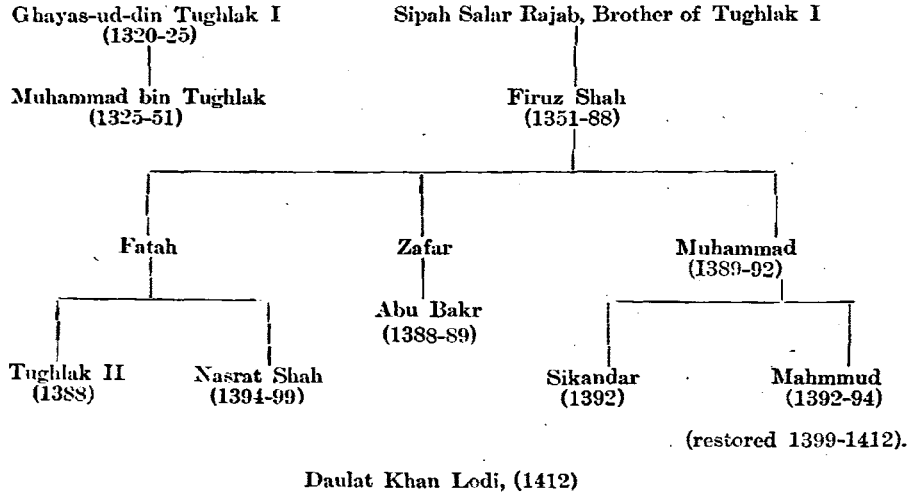 Ghayas-ud-din Tughlak I Sipah Salar Rajab, Brother of Tughlak I
(1320-25)
Muhammad bin Tughlak Firuz Shah
(1325-51) (1351-88)
Fatah Zafar Muhammad
(1389-92)
Abu Bakr
(1388-89)
Tughlak II Nasrat Shah Sikandar Mahmmud
(1388) (1394-99) (1392) (1392-94)
(restored 1399-1412).
Daulat Khan Lodi, (1412)